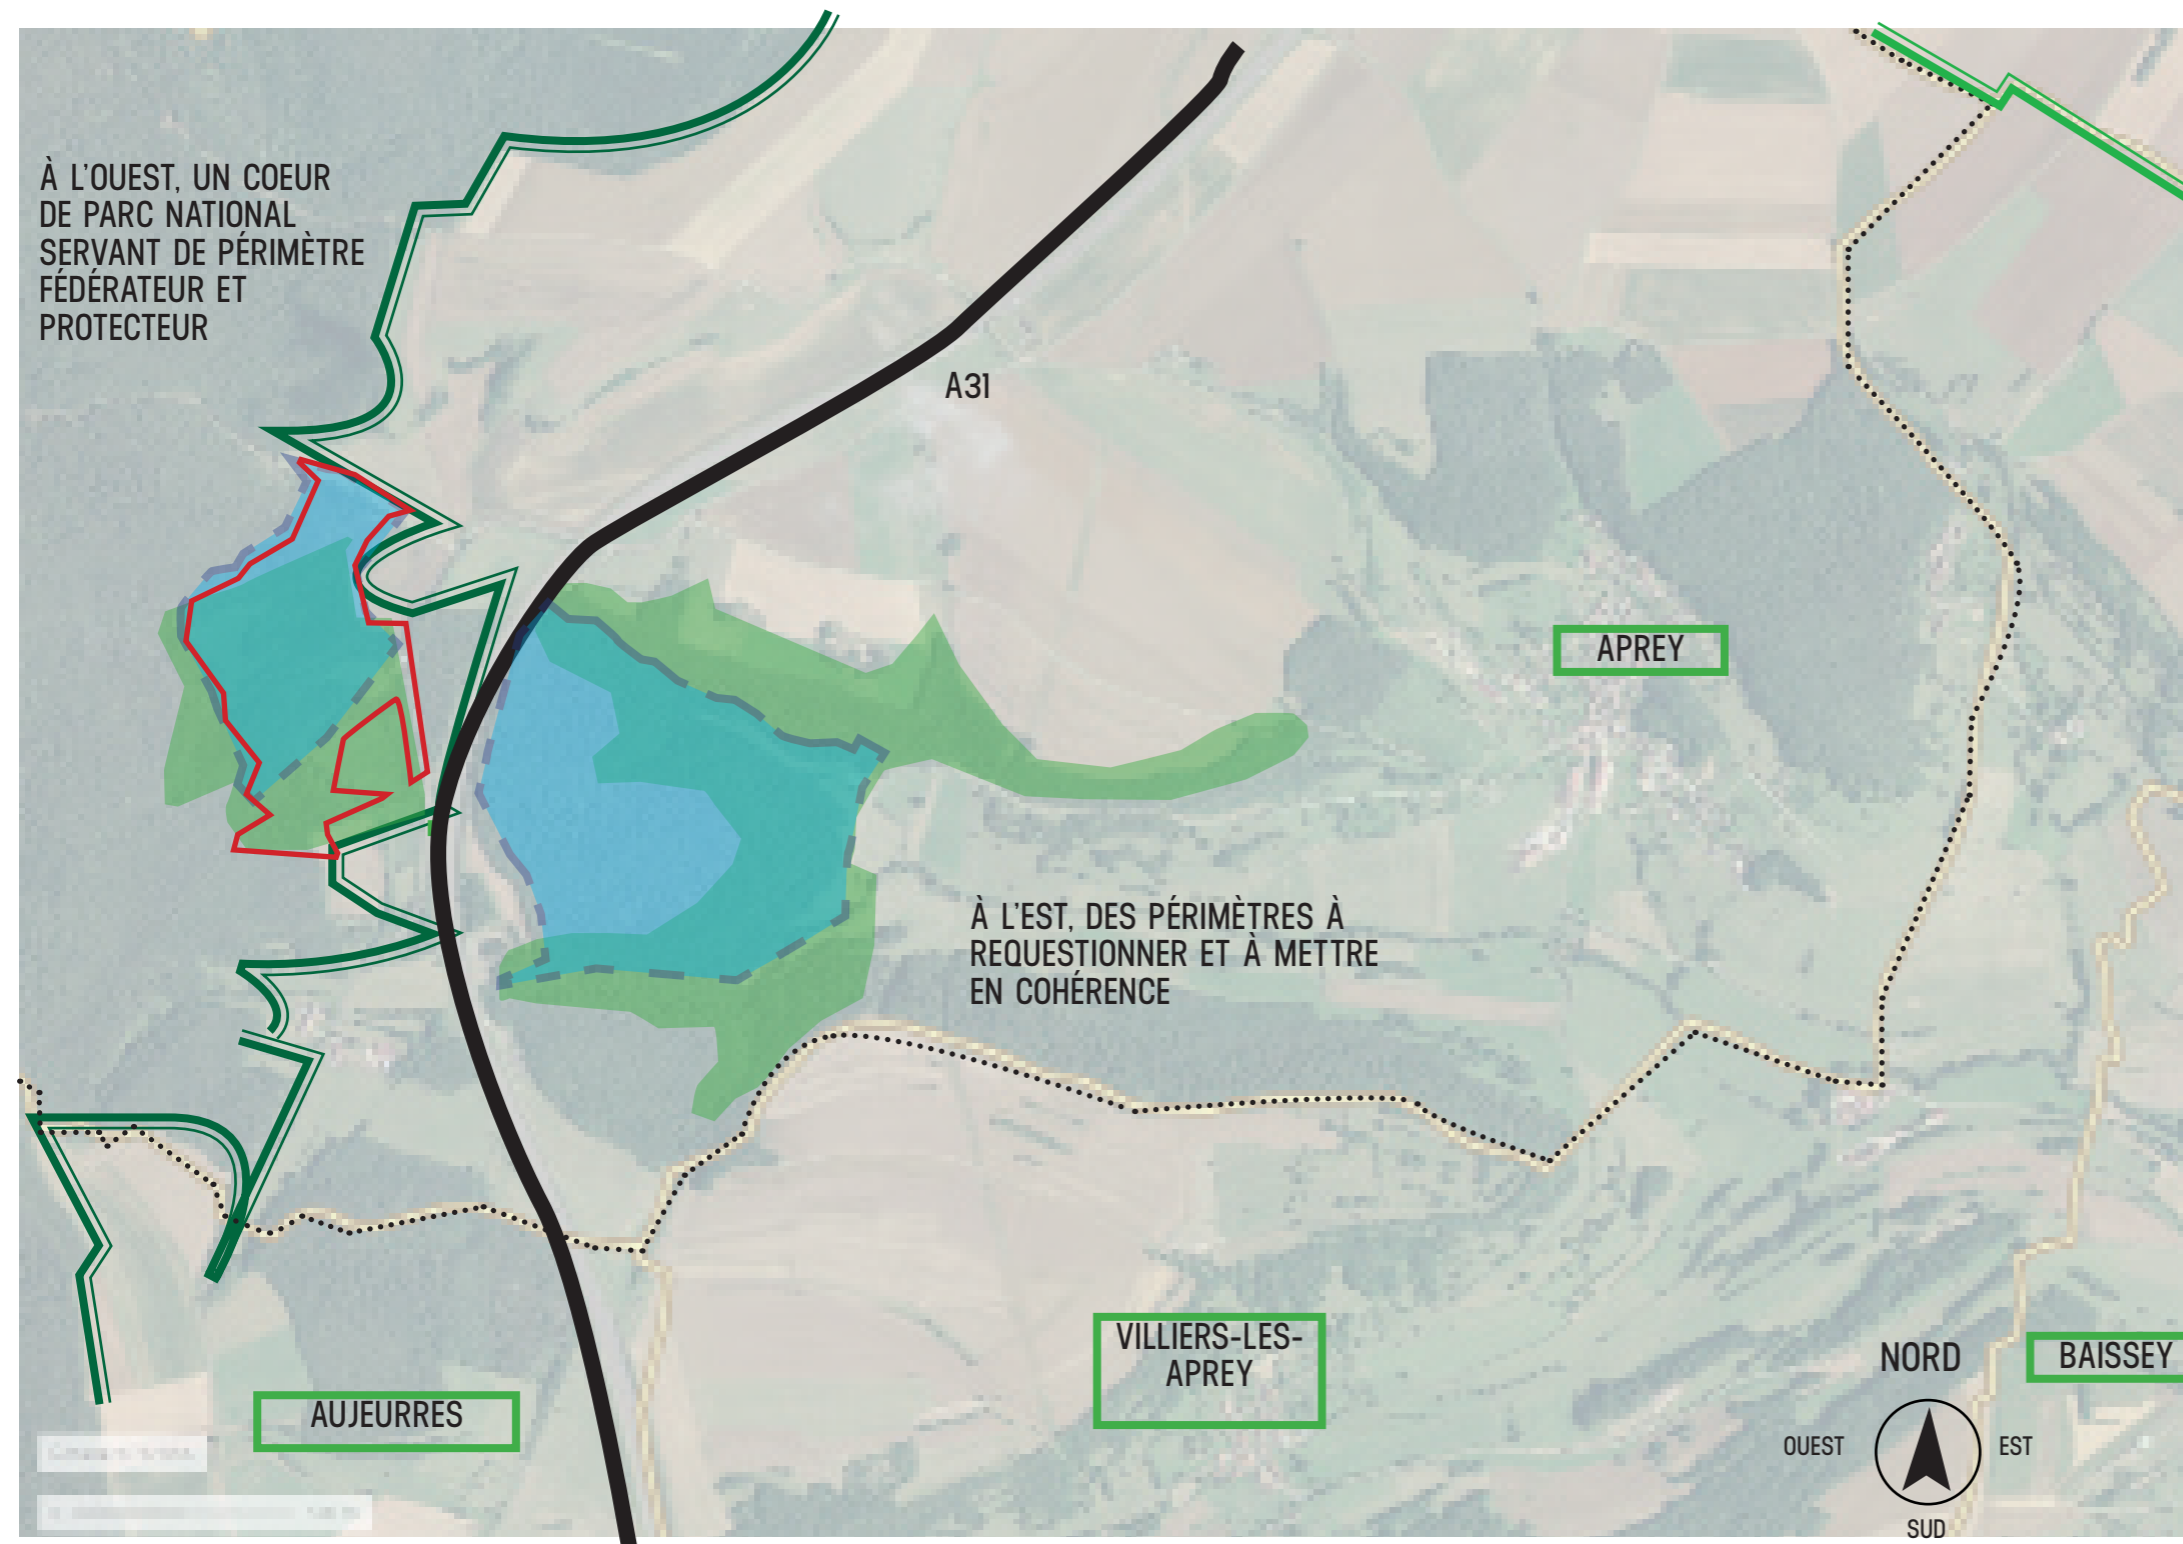 À L'OUEST, UN COEUR
DE PARC NATIONAL
SERVANT DE PÉRIMÈTRE
FÉDÉRATEUR ET
PROTECTEUR
A31
APREY
À L'EST, DES PÉRIMÈTRES À
REQUESTIONNER ET À METTRE
EN COHÉRENCE
VILLIERS-LES-
APREY
AUJEURRES
NORD
BAISSEY
OUEST
EST
SUD